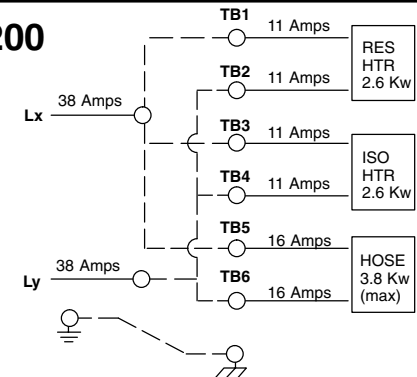 200
TB1
11 Amps
RES
HTR
2.6 Kw
TB2
11 Amps
38 Amps
Lx
TB3
11 Amps
ISO
HTR
2.6 Kw
TB4
11 Amps
TB5
16 Amps
HOSE
3.8 Kw
(max)
38 Amps
Ly
TB6
16 Amps